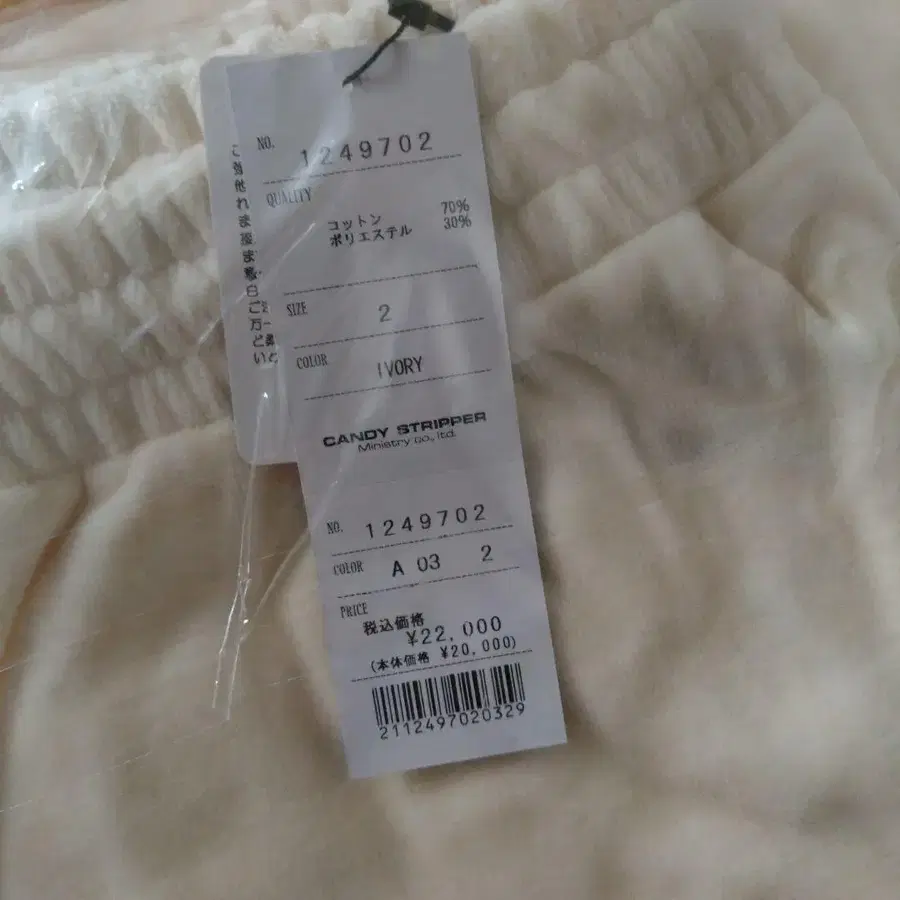 NO. 1249702
QUALITY
コットン 70%
ポリエステル 30%
SIZE 2
COLOR IVORY
CANDY STRIPPER
Ministry co., ltd.
NO. 1249702
COLOR A 03 2
PRICE
税込価格
¥22,000
(本体価格 ¥20,000)
2112497020329